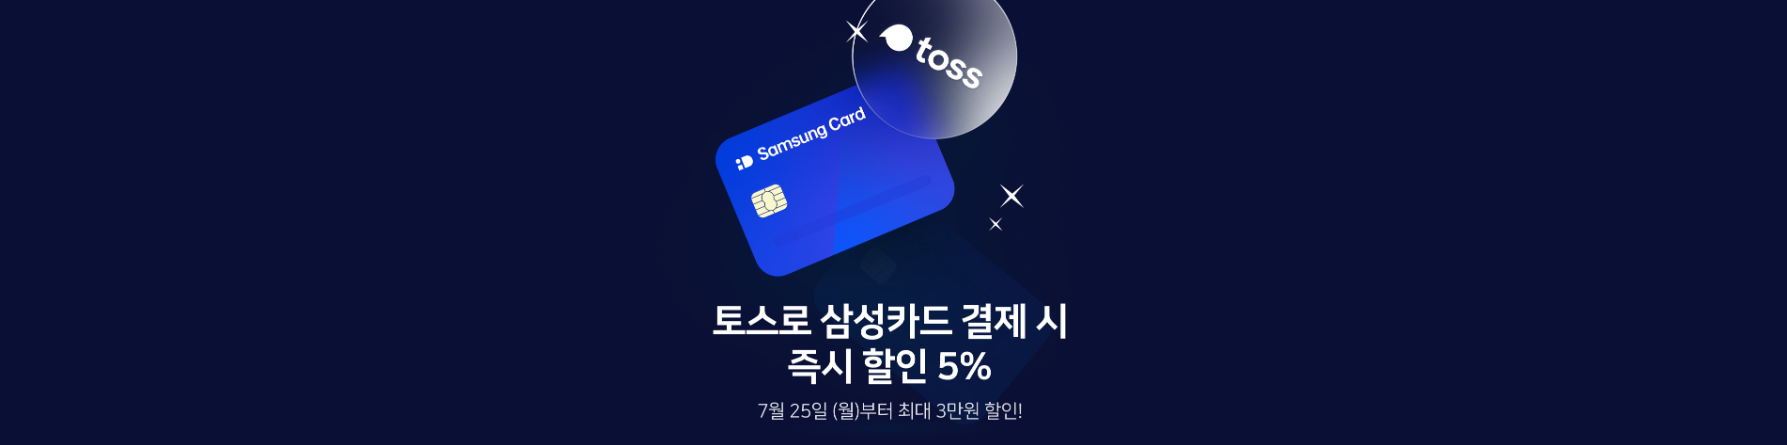 toss
Samsung Card
토스로 삼성카드 결제 시
즉시 할인 5%
7월 25일 (월)부터 최대 3만원 할인!